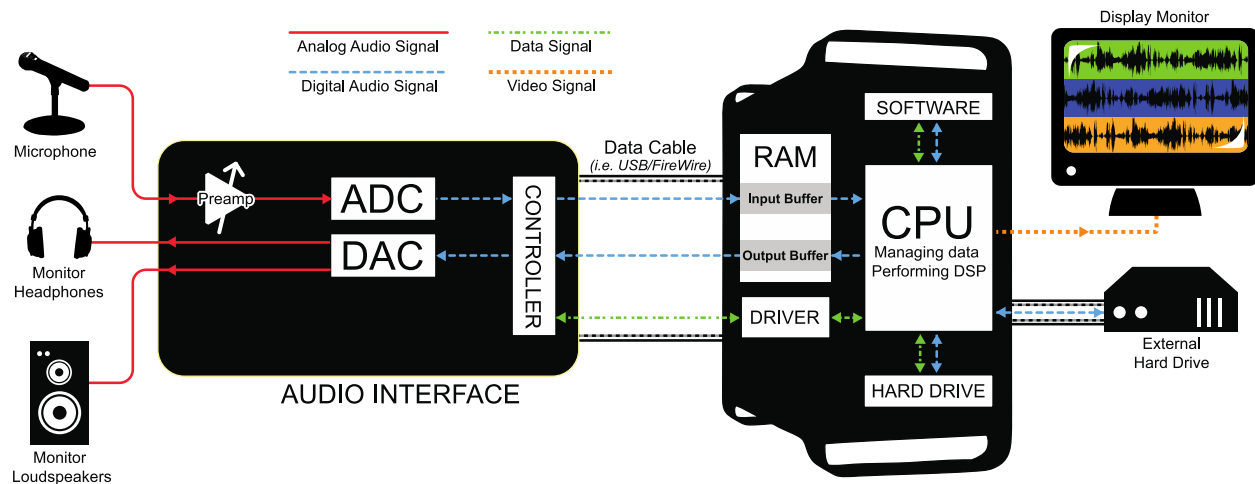 Analog Audio Signal
Data Signal
Digital Audio Signal
Video Signal
Display Monitor
Microphone
Monitor
Headphones
Monitor
Loudspeakers
Preamp
ADC
DAC
CONTROLLER
AUDIO INTERFACE
Data Cable
(i.e. USB/FireWire)
RAM
Input Buffer
Output Buffer
DRIVER
SOFTWARE
CPU
Managing data
Performing DSP
HARD DRIVE
External
Hard Drive